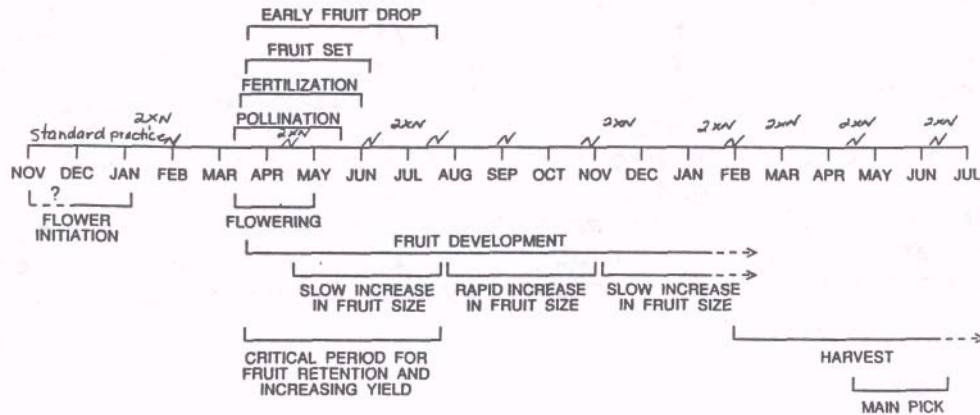 EARLY FRUIT DROP
FRUIT SET
FERTILIZATION
POLLINATION
2xN 2xN 2xN 2xN 2xN 2xN 2xN 2xN
Standard practice N N N N N N N N N
NOV DEC JAN FEB MAR APR MAY JUN JUL AUG SEP OCT NOV DEC JAN FEB MAR APR MAY JUN JUL
?
FLOWER
INITIATION
FLOWERING
FRUIT DEVELOPMENT
SLOW INCREASE
IN FRUIT SIZE
RAPID INCREASE
IN FRUIT SIZE
SLOW INCREASE
IN FRUIT SIZE
CRITICAL PERIOD FOR
FRUIT RETENTION AND
INCREASING YIELD
HARVEST
MAIN PICK